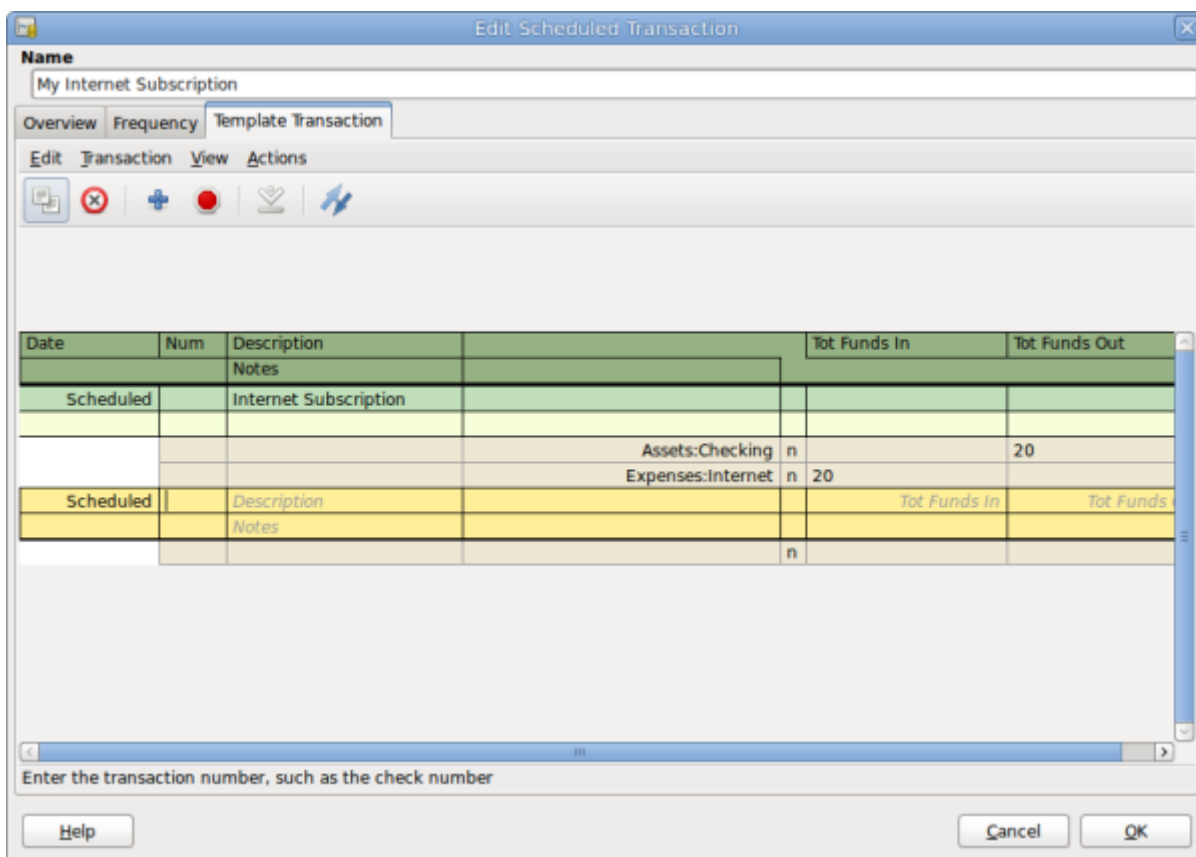 Edit Scheduled Transaction
Name
My Internet Subscription
Overview Frequency Template Transaction
Edit Transaction View Actions
Date Num Description Tot Funds In Tot Funds Out
Notes
Scheduled Internet Subscription
Assets:Checking n 20
Expenses:Internet n 20
Scheduled Description Tot Funds In Tot Funds
Notes
n
Enter the transaction number, such as the check number
Help Cancel OK